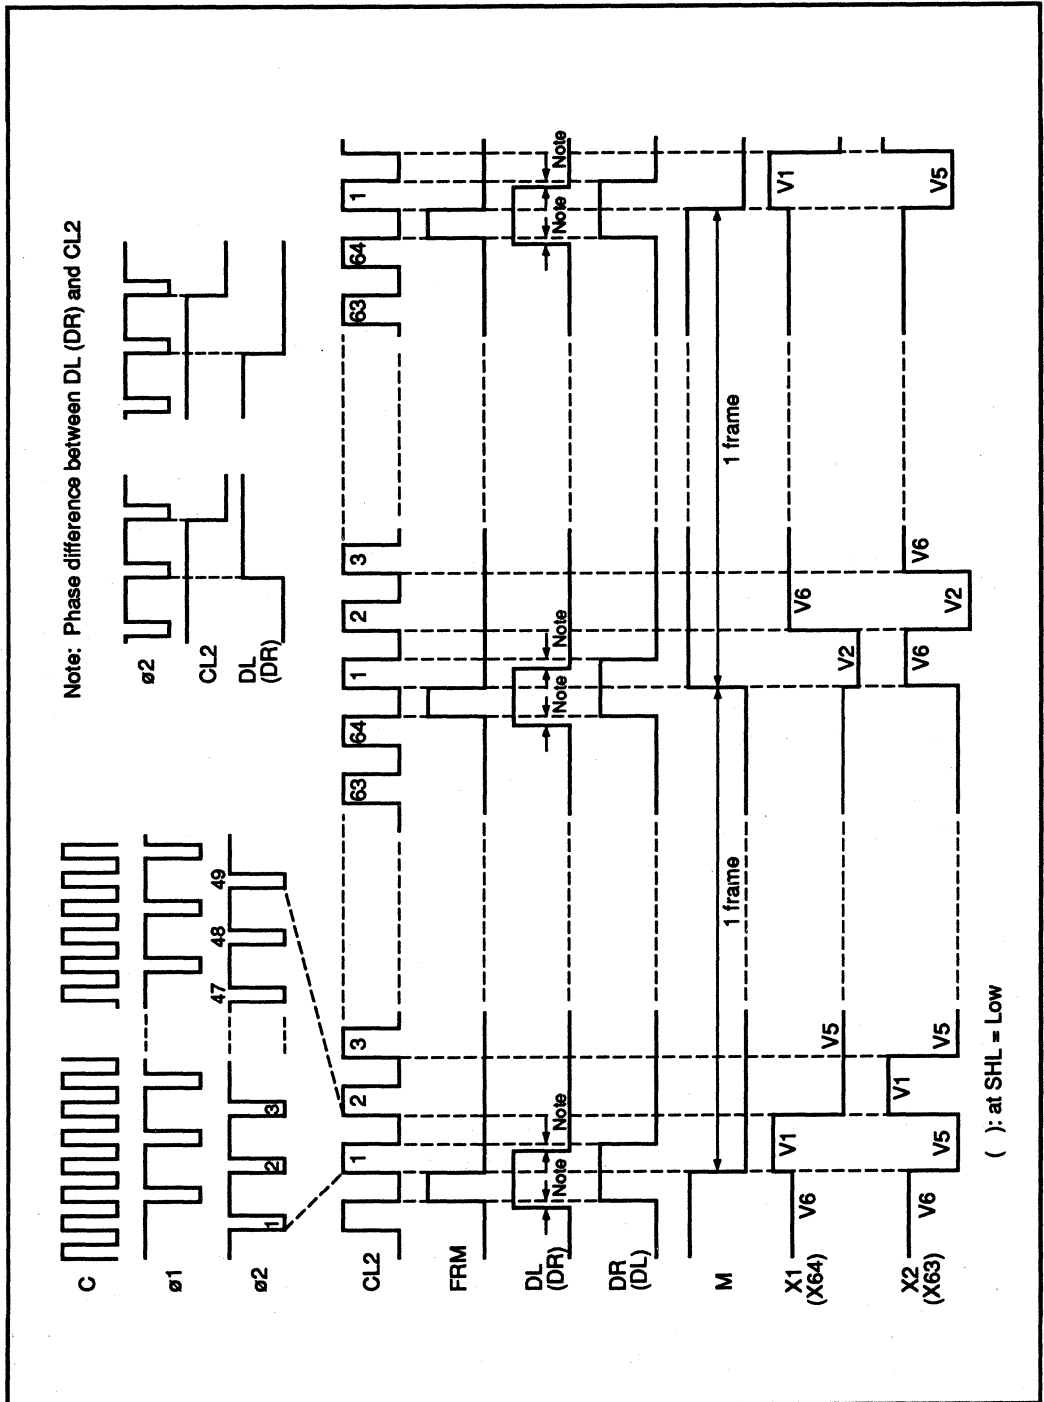 Note: Phase difference between DL (DR) and CL2
ø2
CL2
DL
(DR)
C
ø1
ø2
1
2
3
47
48
49
CL2
1
2
3
63
64
1
2
3
63
64
1
FRM
DL
(DR)
Note
Note
Note
Note
Note
Note
DR
(DL)
M
1 frame
1 frame
X1
(X64)
V6
V1
V5
V2
V6
V1
X2
(X63)
V6
V5
V1
V5
V6
V2
V6
V5
( ): at SHL = Low